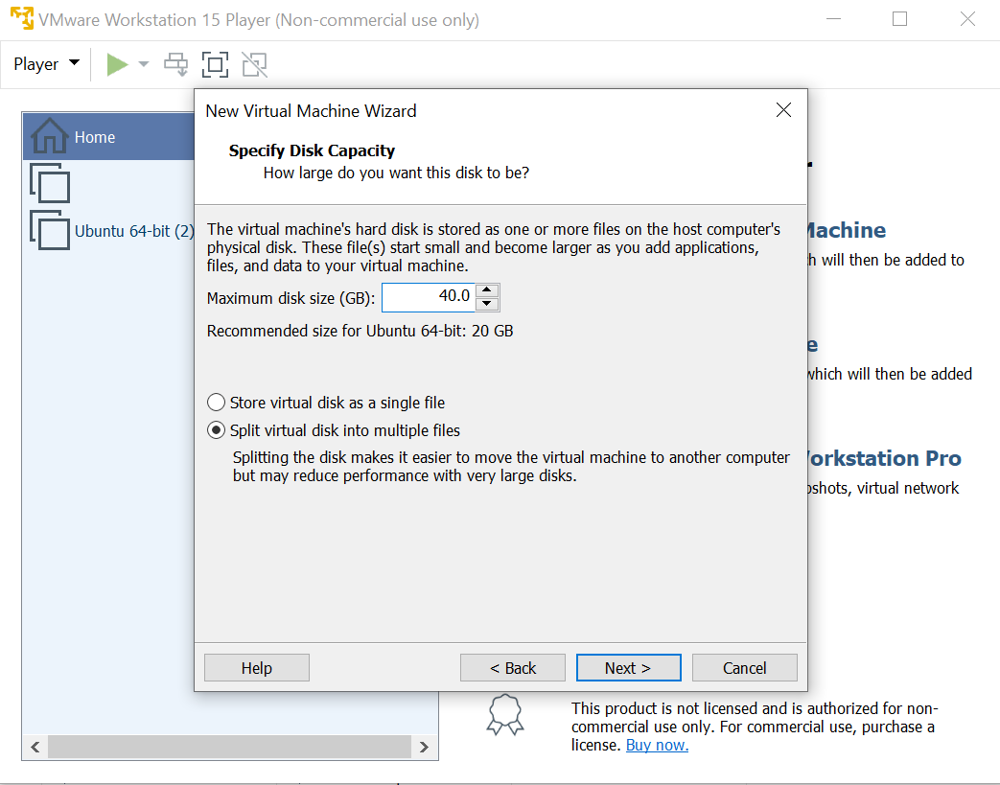 VMware Workstation 15 Player (Non-commercial use only)
Player
New Virtual Machine Wizard
Specify Disk Capacity
How large do you want this disk to be?
Home
Ubuntu 64-bit (2)
The virtual machine's hard disk is stored as one or more files on the host computer's
physical disk. These file(s) start small and become larger as you add applications,
files, and data to your virtual machine.
Maximum disk size (GB): 40.0
Recommended size for Ubuntu 64-bit: 20 GB
Store virtual disk as a single file
Split virtual disk into multiple files
Splitting the disk makes it easier to move the virtual machine to another computer
but may reduce performance with very large disks.
Help
< Back
Next >
Cancel
Machine
h will then be added to
e
which will then be added
Workstation Pro
pshots, virtual network
This product is not licensed and is authorized for non-
commercial use only. For commercial use, purchase a
license. Buy now.